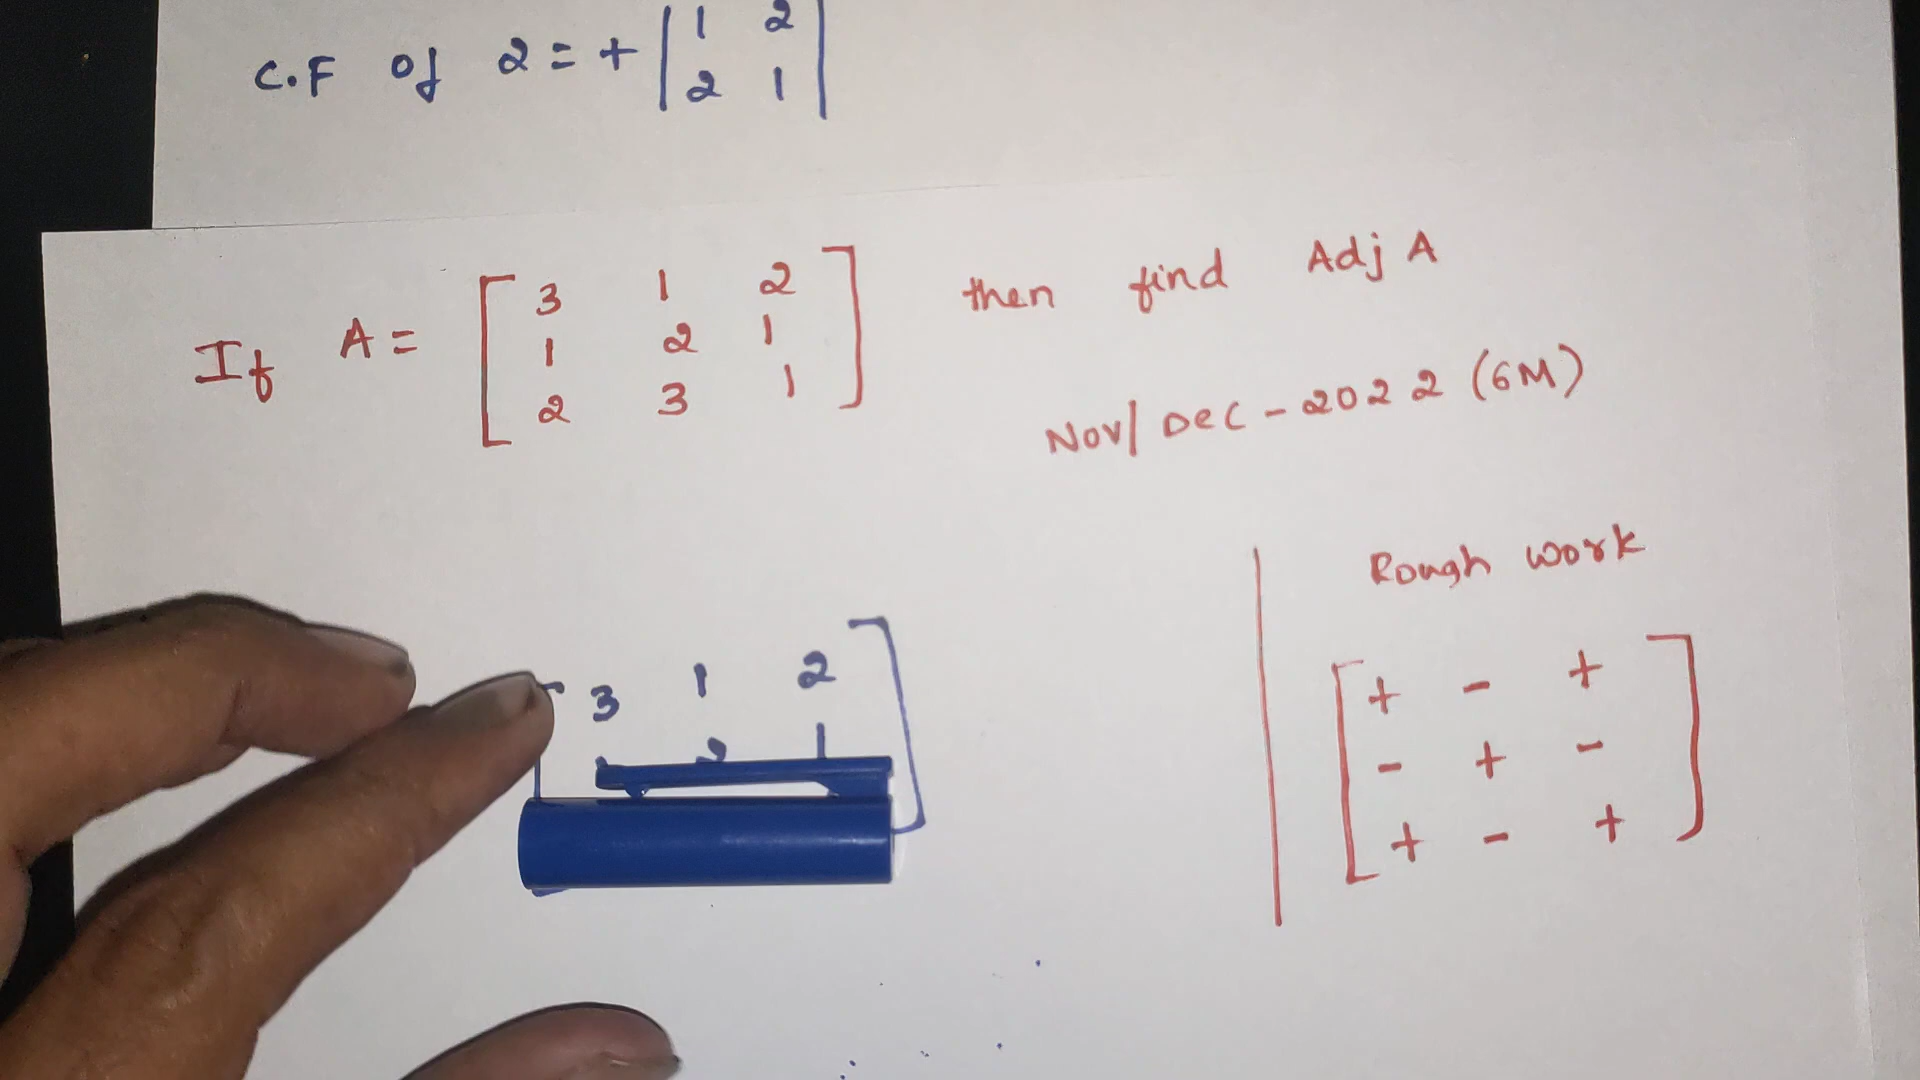 C.F of 2 = + | 1 2
2 1 |
If A = [ 3 1 2
1 2 1
2 3 1 ] then find Adj A
Nov/Dec-2022 (6M)
Rough work
3 1 2
1
[ + - +
- + -
+ - + ]